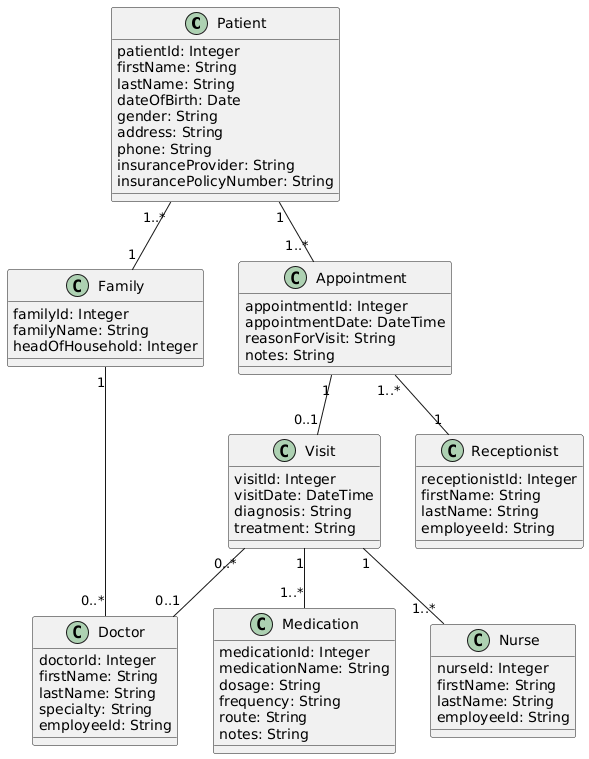 C Patient
patientId: Integer
firstName: String
lastName: String
dateOfBirth: Date
gender: String
address: String
phone: String
insuranceProvider: String
insurancePolicyNumber: String
1..*
1
1
1..*
C Family
familyId: Integer
familyName: String
headOfHousehold: Integer
C Appointment
appointmentId: Integer
appointmentDate: DateTime
reasonForVisit: String
notes: String
1
0..*
1
0..1
1..*
1
C Visit
visitId: Integer
visitDate: DateTime
diagnosis: String
treatment: String
C Receptionist
receptionistId: Integer
firstName: String
lastName: String
employeeId: String
0..*
0..1
1
1..*
1
1..*
C Doctor
doctorId: Integer
firstName: String
lastName: String
specialty: String
employeeId: String
C Medication
medicationId: Integer
medicationName: String
dosage: String
frequency: String
route: String
notes: String
C Nurse
nurseId: Integer
firstName: String
lastName: String
employeeId: String